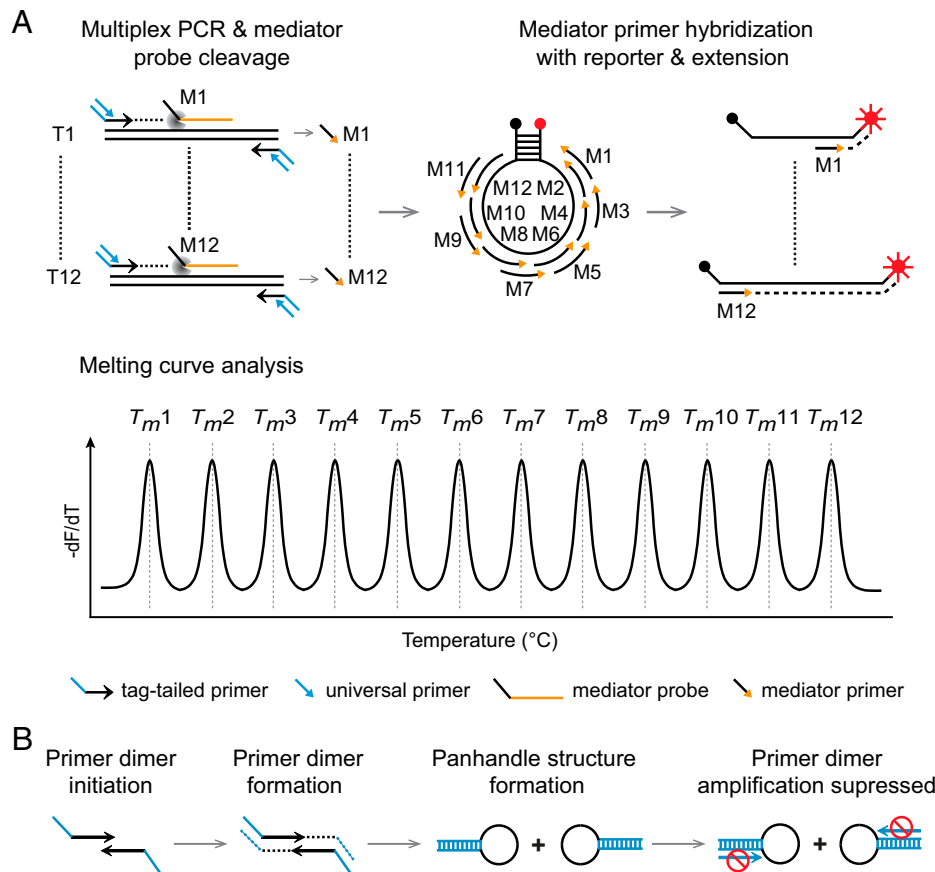 A
Multiplex PCR & mediator
probe cleavage
Mediator primer hybridization
with reporter & extension
T1
M1
M1
T12
M12
M12
M11
M1
M12 M2
M10 M4
M3
M9
M8 M6
M5
M7
M1
M12
Melting curve analysis
Tm1 Tm2 Tm3 Tm4 Tm5 Tm6 Tm7 Tm8 Tm9 Tm10 Tm11 Tm12
-dF/dT
Temperature (°C)
tag-tailed primer universal primer mediator probe mediator primer
B
Primer dimer
initiation
Primer dimer
formation
Panhandle structure
formation
Primer dimer
amplification supressed
+
+